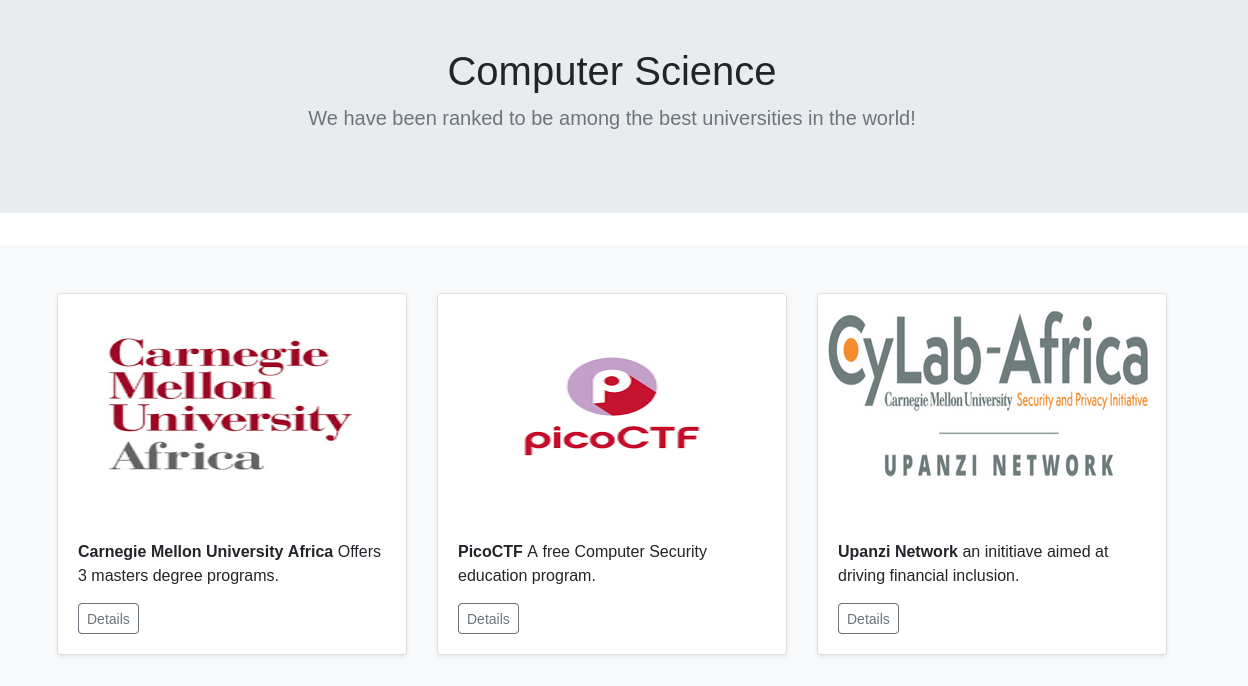 Computer Science
We have been ranked to be among the best universities in the world!
Carnegie
Mellon
University
Africa
P
picoCTF
CyLab-Africa
Carnegie Mellon University Security and Privacy Initiative
UPANZI NETWORK
Carnegie Mellon University Africa Offers
3 masters degree programs.
Details
PicoCTF A free Computer Security
education program.
Details
Upanzi Network an inititiave aimed at
driving financial inclusion.
Details